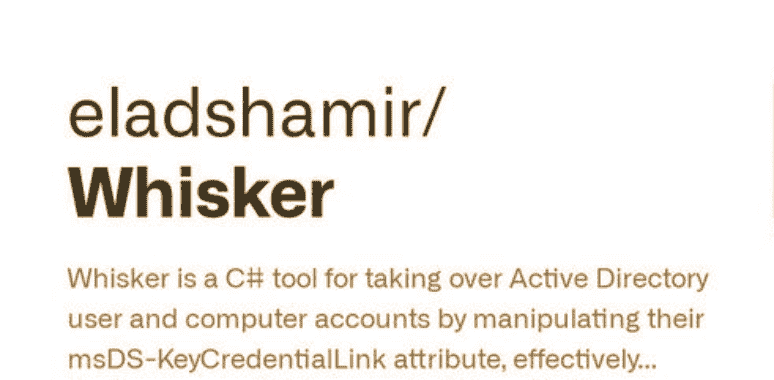 eladshamir/
Whisker
Whisker is a C# tool for taking over Active Directory
user and computer accounts by manipulating their
msDS-KeyCredentialLink attribute, effectively...